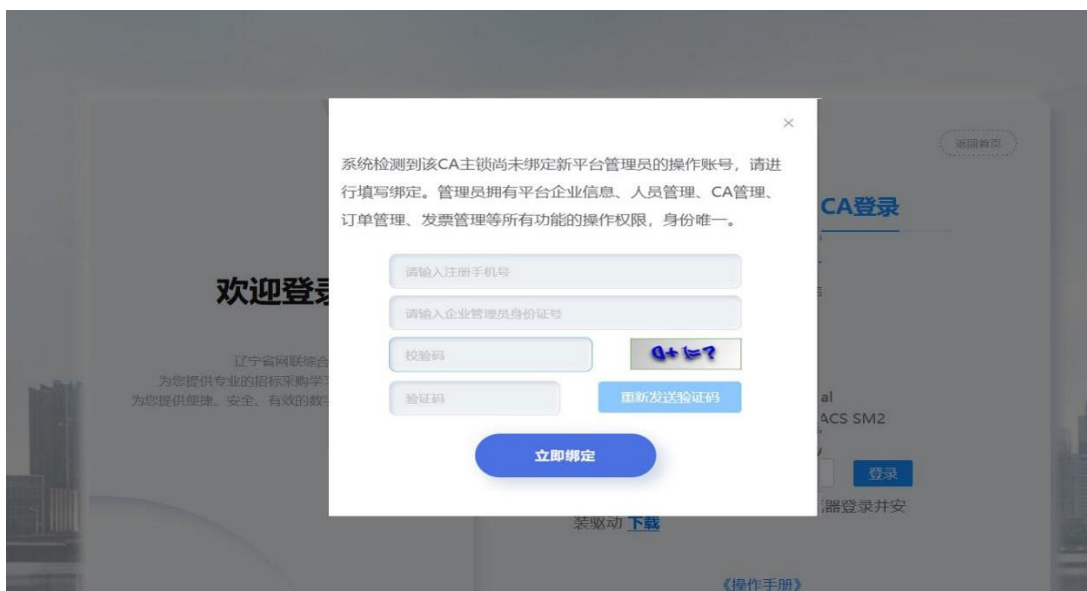 ×
系统检测到该CA主锁尚未绑定新平台管理员的操作账号，请进
行填写绑定。管理员拥有平台企业信息、人员管理、CA管理、
订单管理、发票管理等所有功能的操作权限，身份唯一。
请输入注册手机号
请输入企业管理员身份证号
校验码
验证码
重新发送验证码
立即绑定
返回首页
CA登录
欢迎登录
辽宁省网联综合
为您提供专业的招标采购学习
为您提供便捷、安全、有效的数字
al
ACS SM2
登录
器登录并安
装驱动 下载
《操作手册》